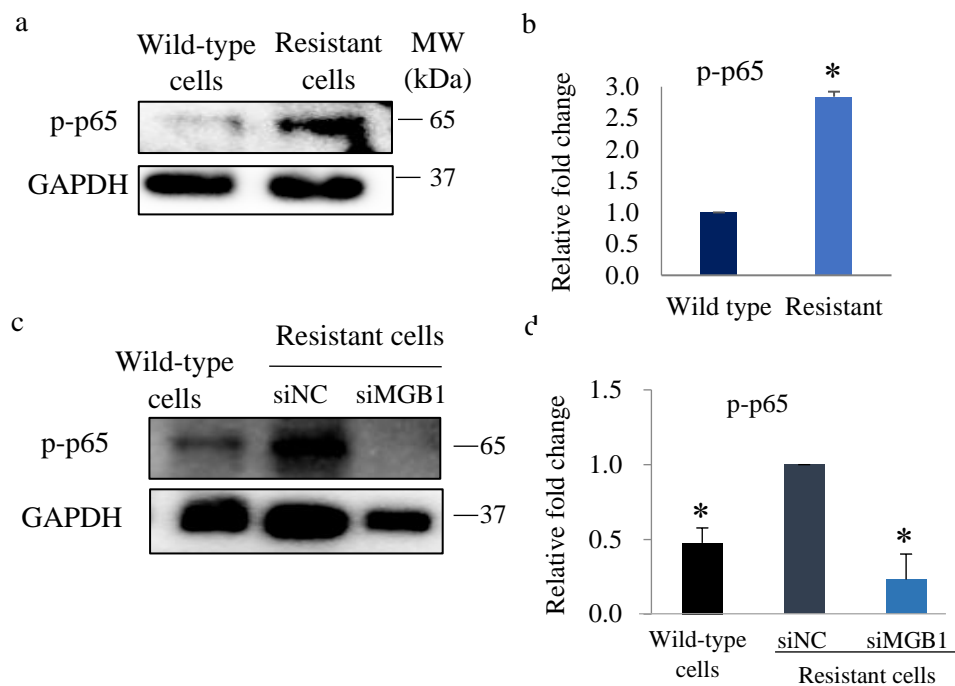 a
Wild-type cells
Resistant cells
MW (kDa)
p-p65
65
GAPDH
37
b
p-p65
*
Relative fold change
3.0
2.5
2.0
1.5
1.0
0.5
0.0
Wild type
Resistant
c
Resistant cells
Wild-type cells
siNC
siMGB1
p-p65
65
GAPDH
37
d
p-p65
Relative fold change
1.5
1.0
0.5
0.0
*
*
Wild-type cells
siNC
siMGB1
Resistant cells